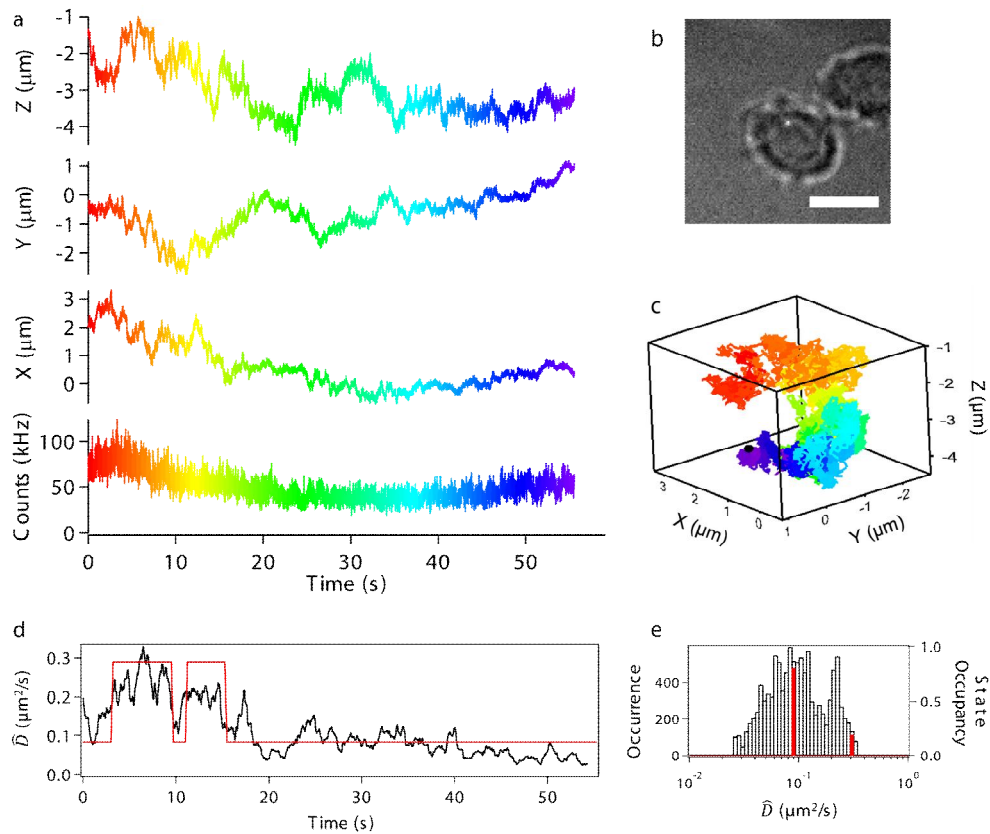 a
-1
-2
-3
-4
Z (μm)
1
0
-1
-2
Y (μm)
3
2
1
0
X (μm)
100
50
0
Counts (kHz)
0 10 20 30 40 50
Time (s)
b
c
-1
-2
-3
-4
Z (μm)
3 2 1 0
X (μm)
1 0 -1 -2
Y (μm)
d
0.3
0.2
0.1
0.0
D̂ (μm²/s)
0 10 20 30 40 50
Time (s)
e
400
200
0
Occurrence
1.0
0.5
0.0
State
Occupancy
10⁻² 10⁻¹ 10⁰
D̂ (μm²/s)